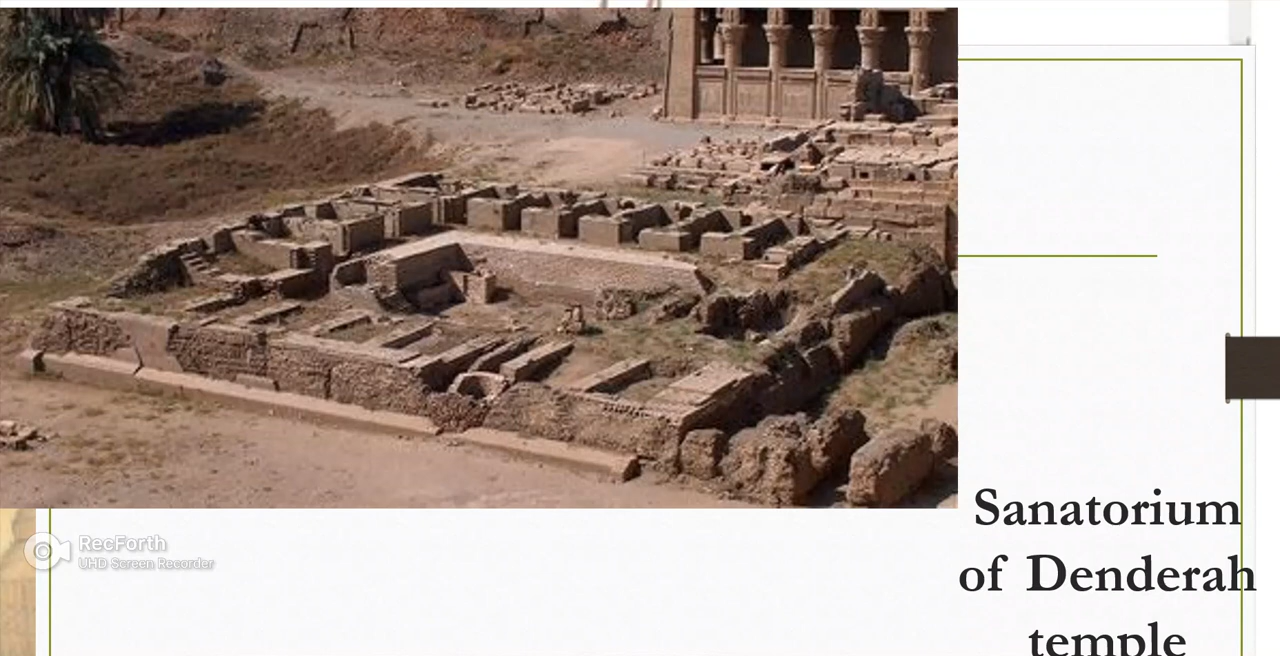 RecForth
UHD Screen Recorder
Sanatorium
of Denderah
temple